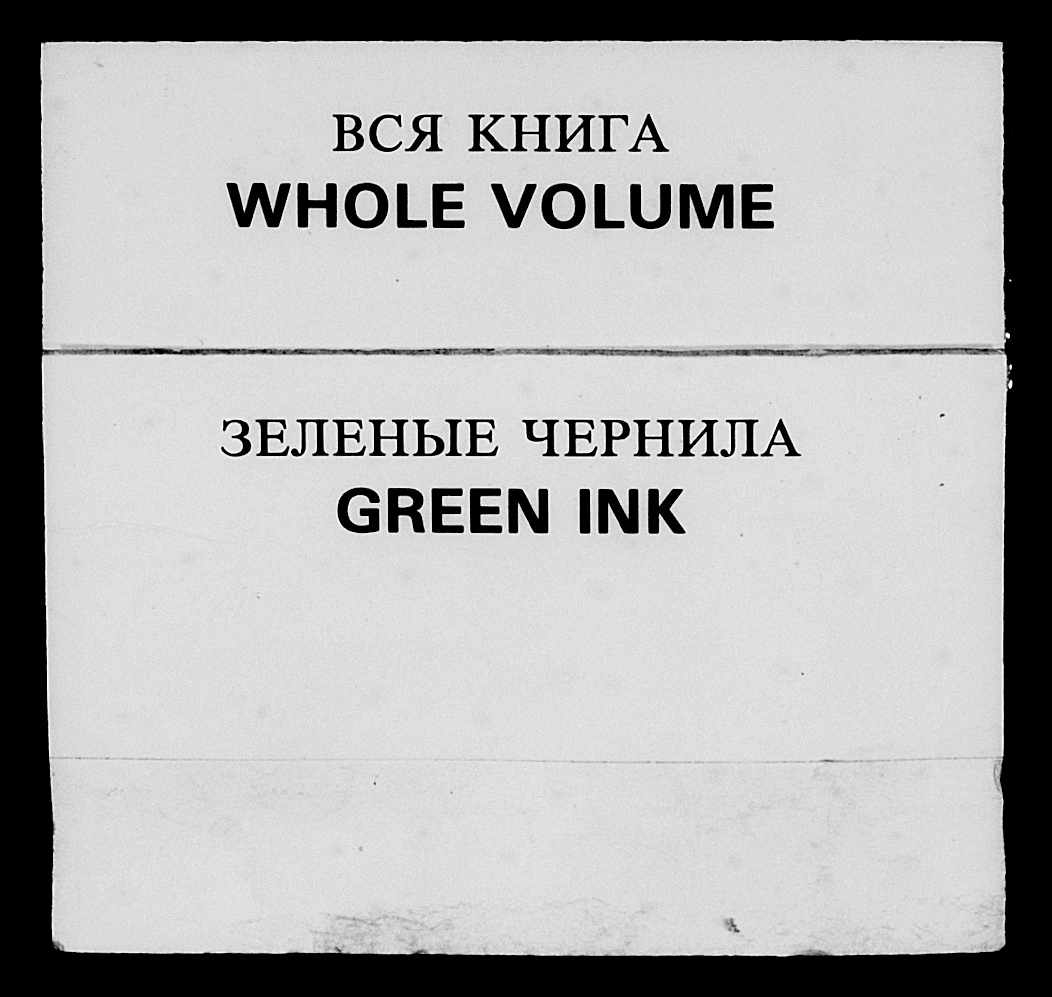 ВСЯ КНИГА
WHOLE VOLUME
ЗЕЛЕНЫЕ ЧЕРНИЛА
GREEN INK